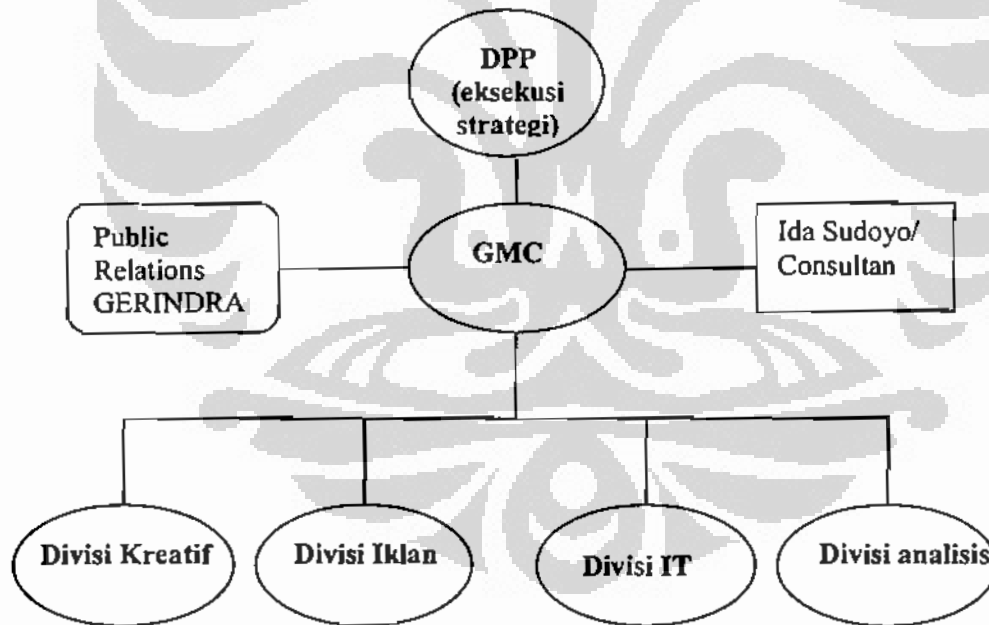 DPP
(eksekusi
strategi)
Public
Relations
GERINDRA
GMC
Ida Sudoyo/
Consultan
Divisi Kreatif
Divisi Iklan
Divisi IT
Divisi analisis